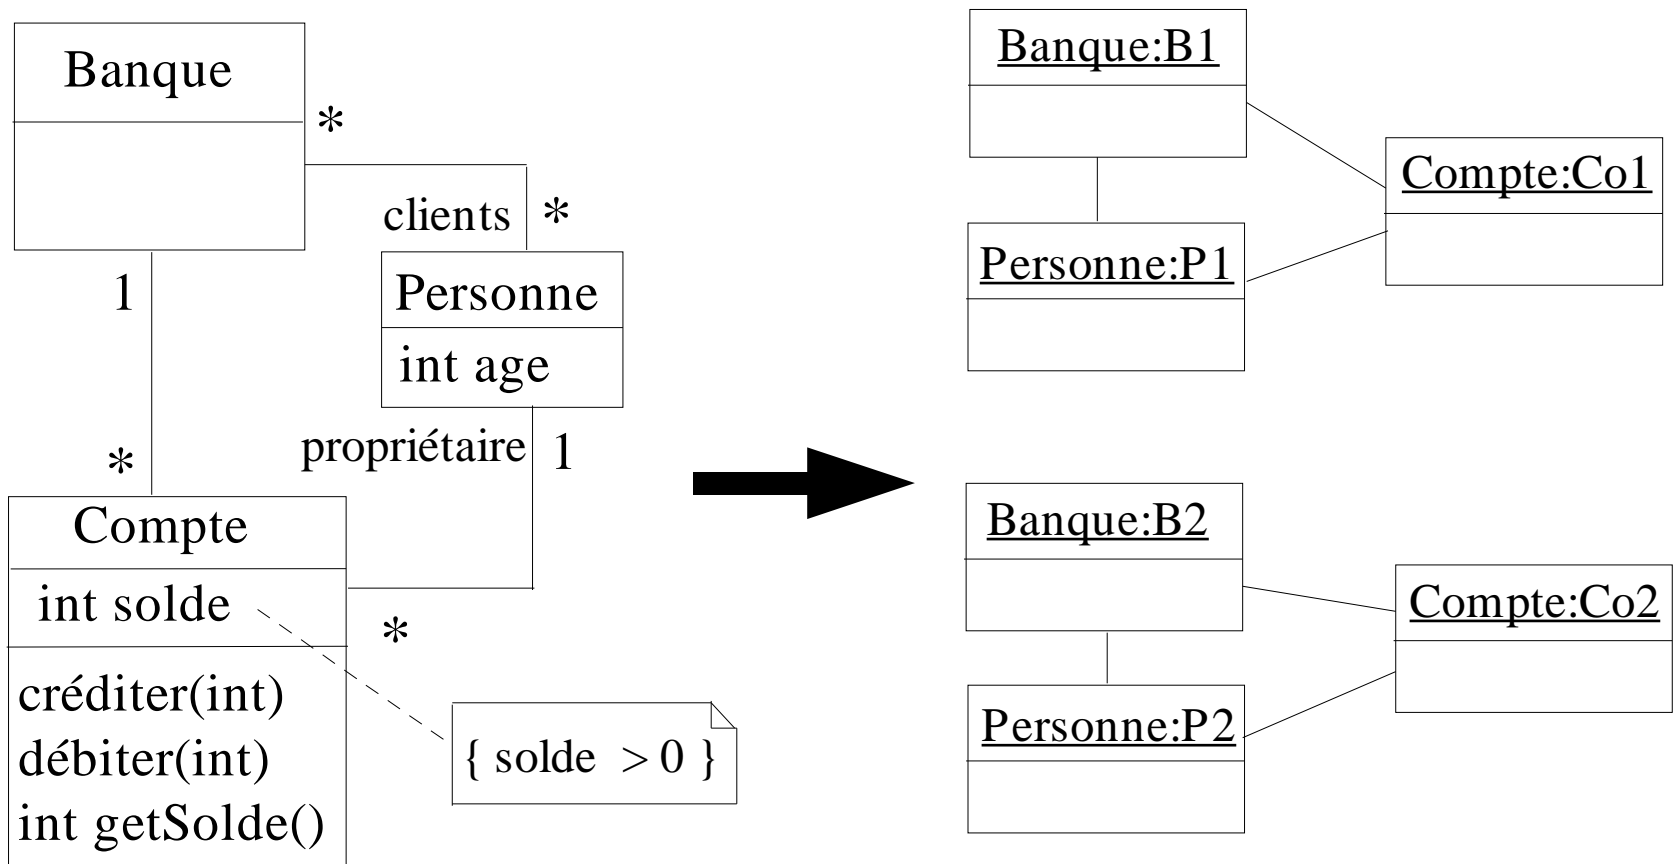 Banque
*
clients
*
1
Personne
int age
propriétaire
1
*
Compte
int solde
*
créditer(int)
débiter(int)
int getSolde()
{ solde > 0 }
Banque:B1
Compte:Co1
Personne:P1
Banque:B2
Compte:Co2
Personne:P2